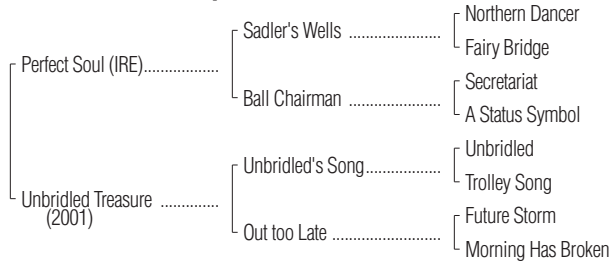 Northern Dancer
Sadler's Wells ....................
Fairy Bridge
Perfect Soul (IRE).................
Secretariat
Ball Chairman ....................
A Status Symbol
Unbridled
Unbridled's Song.................
Trolley Song
Unbridled Treasure .............
(2001)
Future Storm
Out too Late ........................
Morning Has Broken